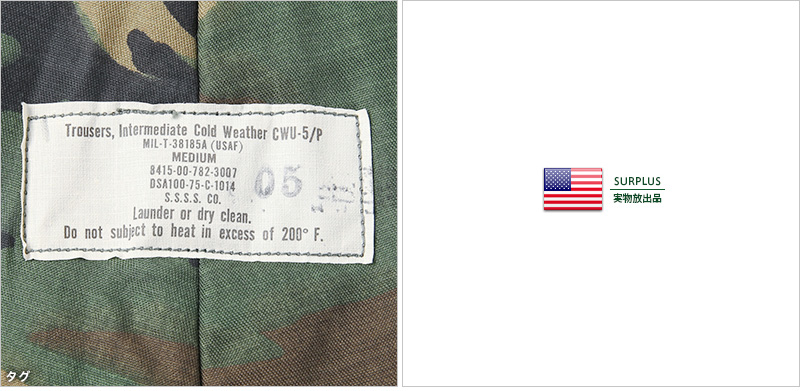 Trousers, Intermediate Cold Weather CWU-5/P
MIL-T-38185A (USAF)
MEDIUM
8415-00-782-3007
DSA100-75-C-1014
S.S.S.S. CO.
05
Launder or dry clean.
Do not subject to heat in excess of 200° F.
タグ
SURPLUS
実物放出品